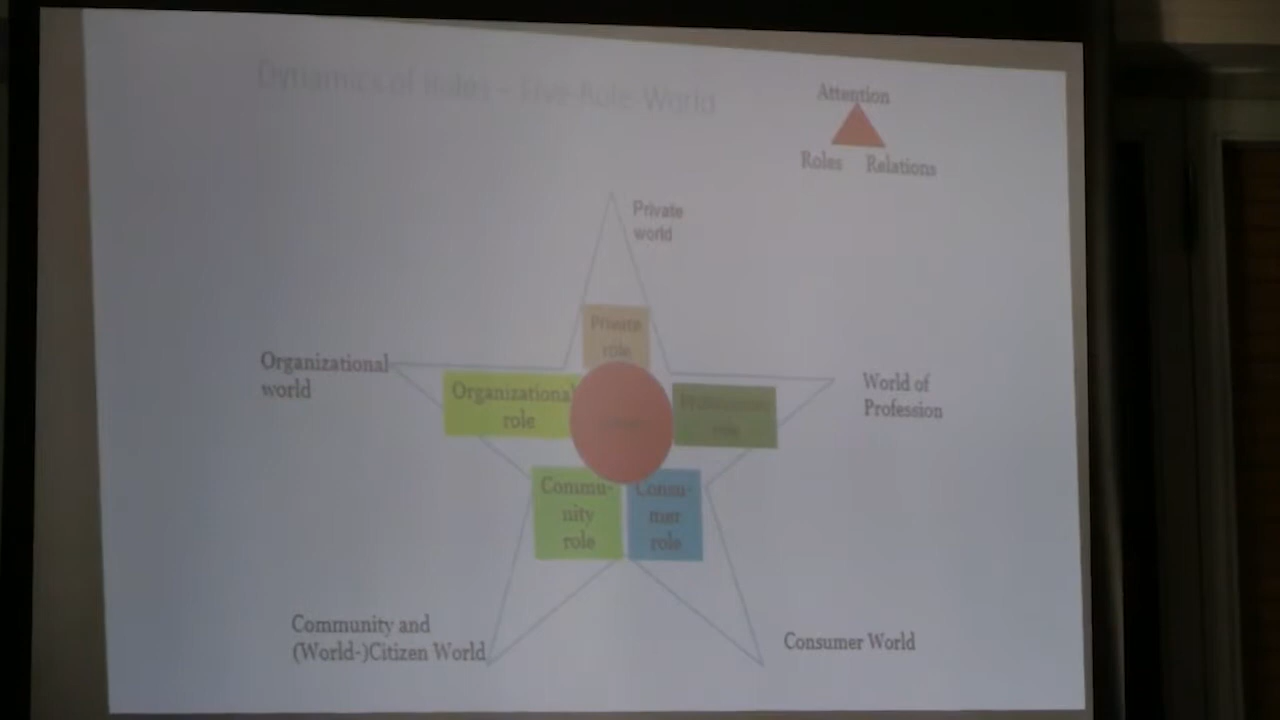 Dynamics of Roles – Five-Role-World
Attention
Roles Relations
Private
world
Private
role
Organizational
world
Organizational
role
World of
Profession
role
Commu-
nity
role
Consu-
mer
role
Community and
(World-)Citizen World
Consumer World